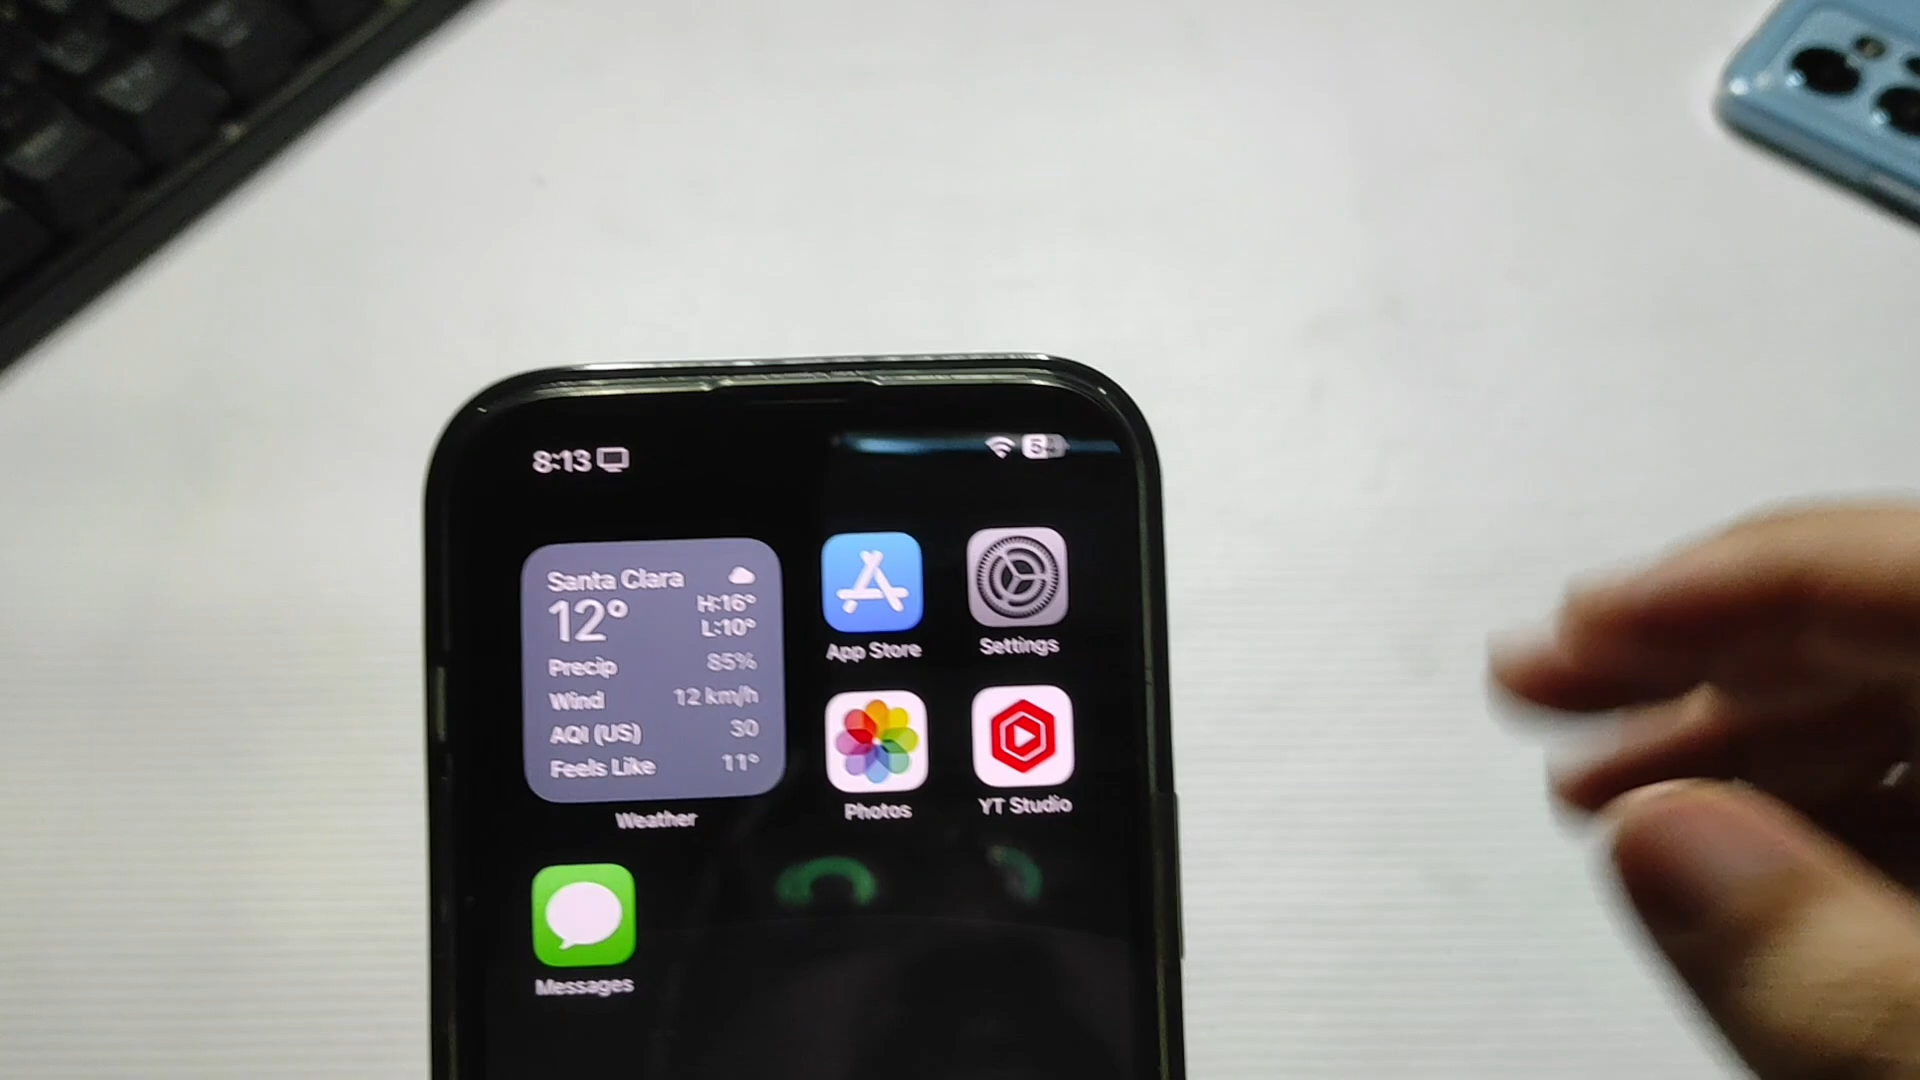 8:13
Santa Clara
12°
H:16°
L:10°
Precip 85%
Wind 12 km/h
AQI (US) 30
Feels Like 11°
Weather
App Store
Settings
Photos
YT Studio
Messages